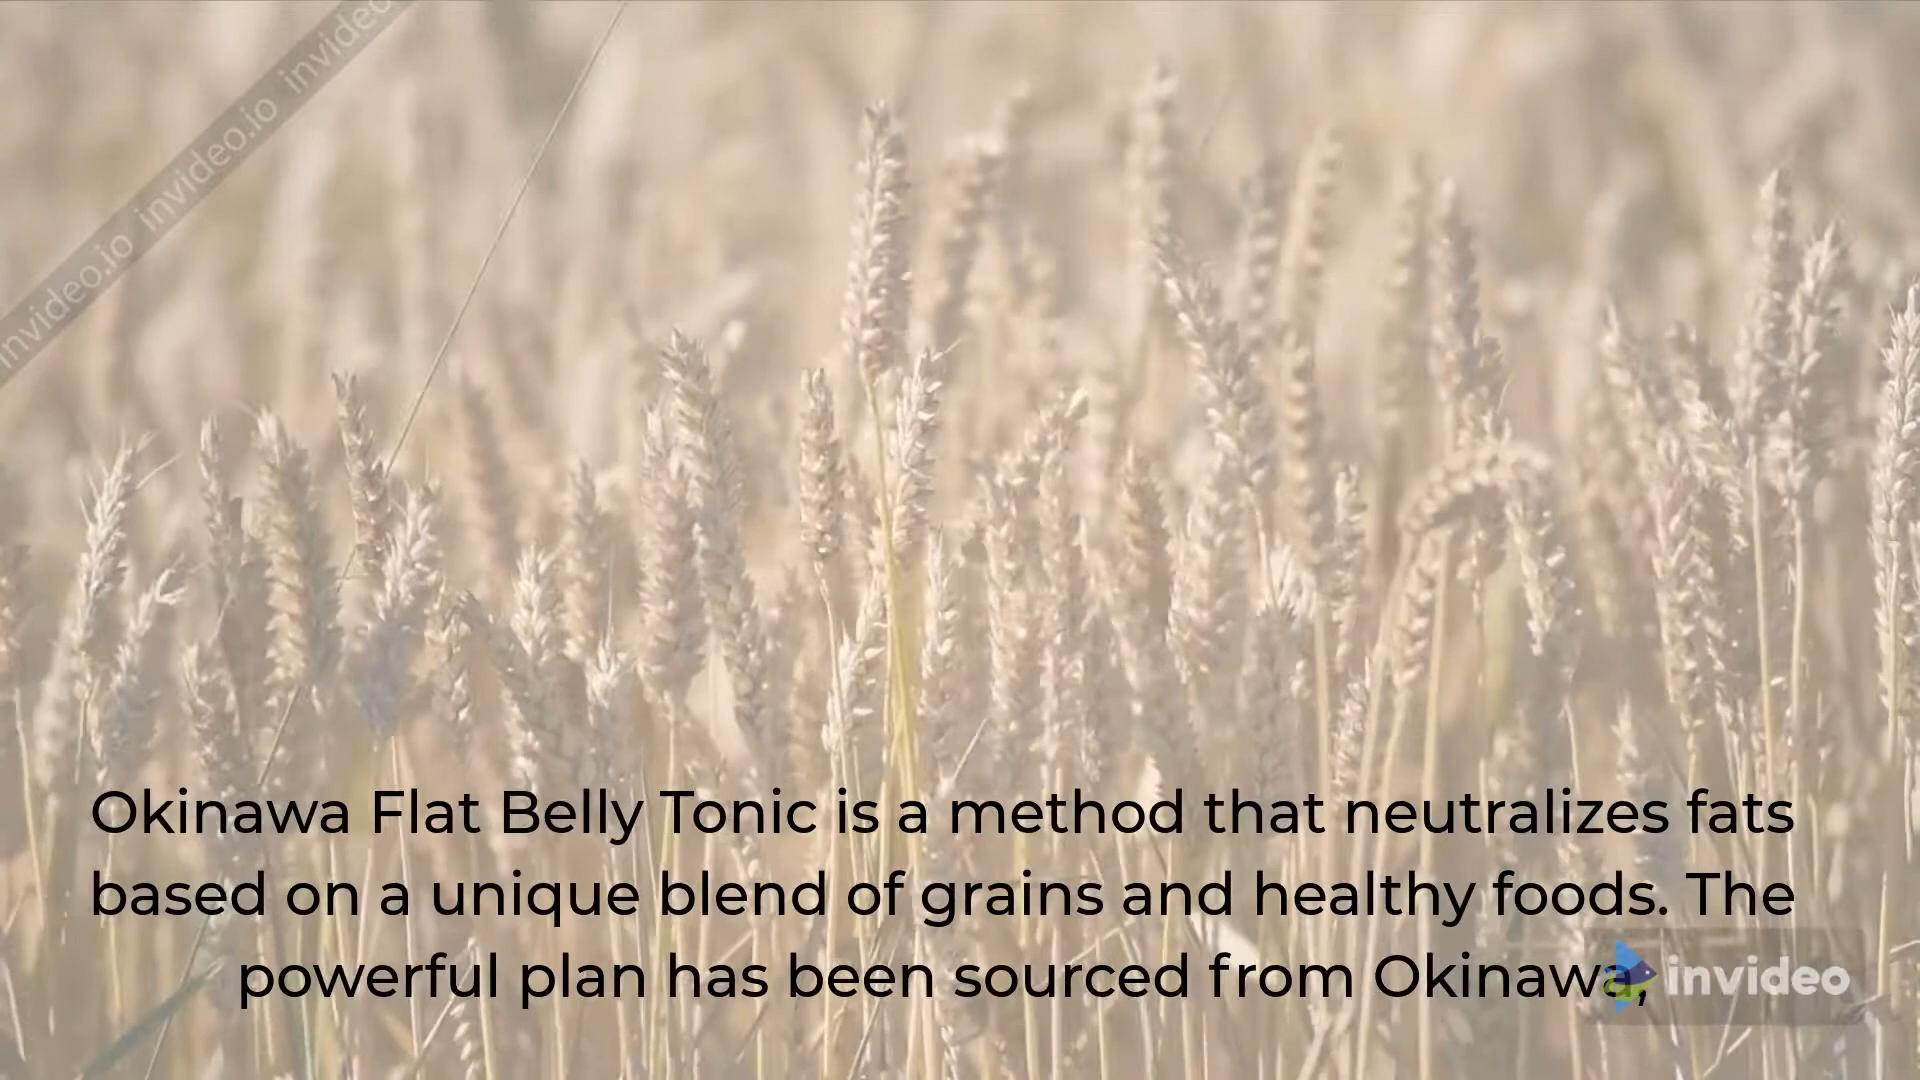 invideo.io invideo.io invideo
Okinawa Flat Belly Tonic is a method that neutralizes fats
based on a unique blend of grains and healthy foods. The
powerful plan has been sourced from Okinawa,
invideo